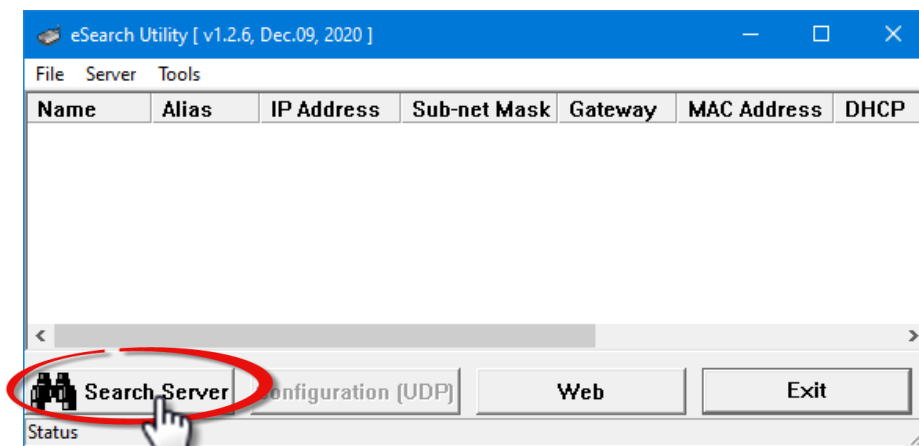 eSearch Utility [ v1.2.6, Dec.09, 2020 ]
File Server Tools
Name Alias IP Address Sub-net Mask Gateway MAC Address DHCP
Search Server onfiguration (UDP) Web Exit
Status